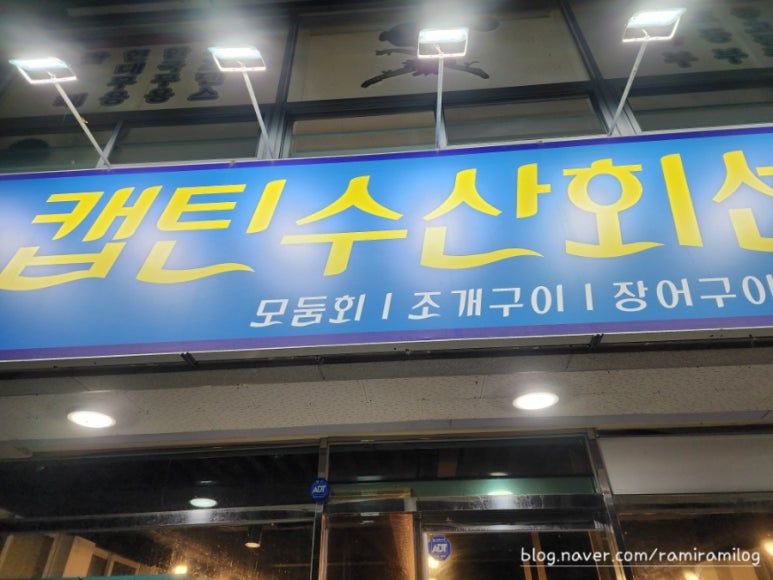 캡틴수산회센
모둠회 | 조개구이 | 장어구이
ADT
ADT
blog.naver.com/ramiramilog